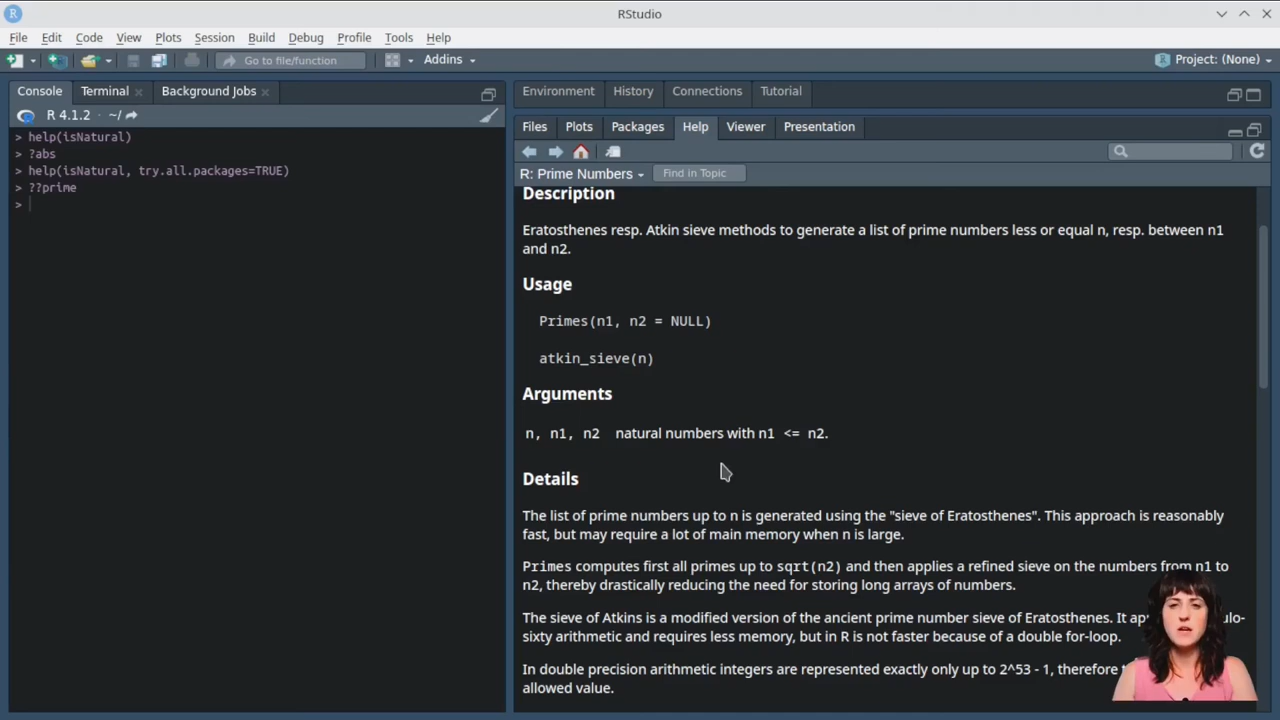 RStudio
File Edit Code View Plots Session Build Debug Profile Tools Help
Go to file/function Addins Project: (None)
Console Terminal Background Jobs
R 4.1.2 · ~/
> help(isNatural)
> ?abs
> help(isNatural, try.all.packages=TRUE)
> ??prime
>
Environment History Connections Tutorial
Files Plots Packages Help Viewer Presentation
R: Prime Numbers Find in Topic
Description
Eratosthenes resp. Atkin sieve methods to generate a list of prime numbers less or equal n, resp. between n1
and n2.
Usage
Primes(n1, n2 = NULL)
atkin_sieve(n)
Arguments
n, n1, n2 natural numbers with n1 <= n2.
Details
The list of prime numbers up to n is generated using the "sieve of Eratosthenes". This approach is reasonably
fast, but may require a lot of main memory when n is large.
Primes computes first all primes up to sqrt(n2) and then applies a refined sieve on the numbers from n1 to
n2, thereby drastically reducing the need for storing long arrays of numbers.
The sieve of Atkins is a modified version of the ancient prime number sieve of Eratosthenes. It
sixty arithmetic and requires less memory, but in R is not faster because of a double for-loop.
In double precision arithmetic integers are represented exactly only up to 2^53 - 1, therefore
allowed value.